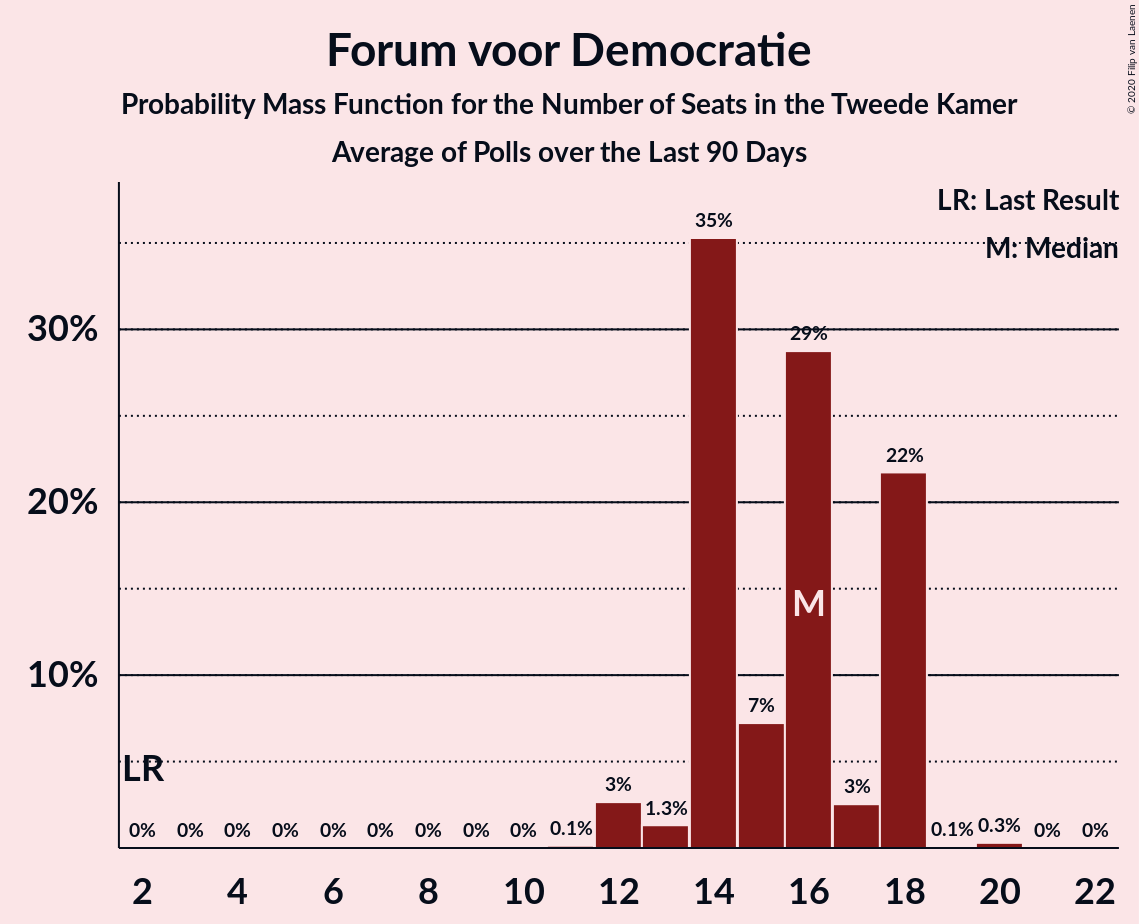 © 2020 Filip van Laenen
Forum voor Democratie
Probability Mass Function for the Number of Seats in the Tweede Kamer
Average of Polls over the Last 90 Days
LR: Last Result
M: Median
35%
30%
29%
22%
20%
M
10%
7%
LR
3%
3%
1.3%
0% 0% 0% 0% 0% 0% 0% 0% 0% 0.1% 0.1% 0.3% 0% 0%
2 4 6 8 10 12 14 16 18 20 22